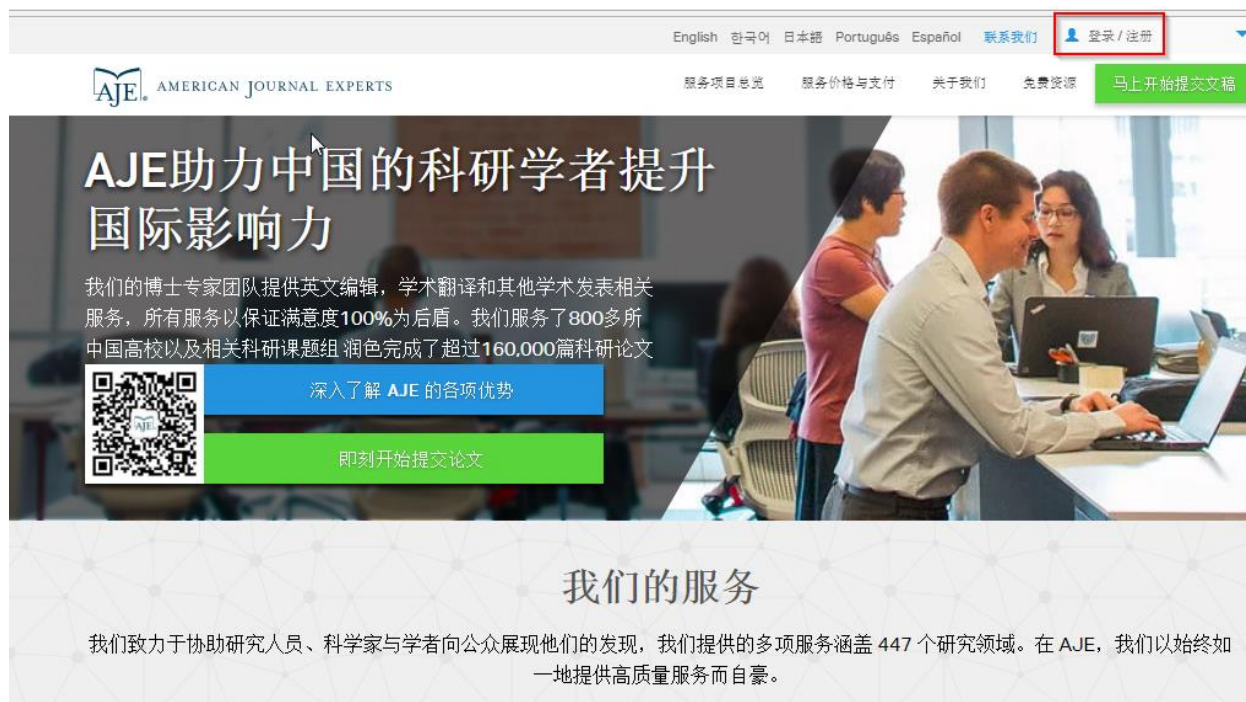 English 한국어 日本語 Português Español 联系我们 登录/注册
AJE. AMERICAN JOURNAL EXPERTS
服务项目总览 服务价格与支付 关于我们 免费资源 马上开始提交文稿
AJE助力中国的科研学者提升
国际影响力
我们的博士专家团队提供英文编辑，学术翻译和其他学术发表相关
服务，所有服务以保证满意度100%为后盾。我们服务了800多所
中国高校以及相关科研课题组 润色完成了超过160,000篇科研论文
AJE
深入了解 AJE 的各项优势
即刻开始提交论文
我们的服务
我们致力于协助研究人员、科学家与学者向公众展现他们的发现，我们提供的多项服务涵盖 447 个研究领域。在 AJE，我们以始终如
一地提供高质量服务而自豪。